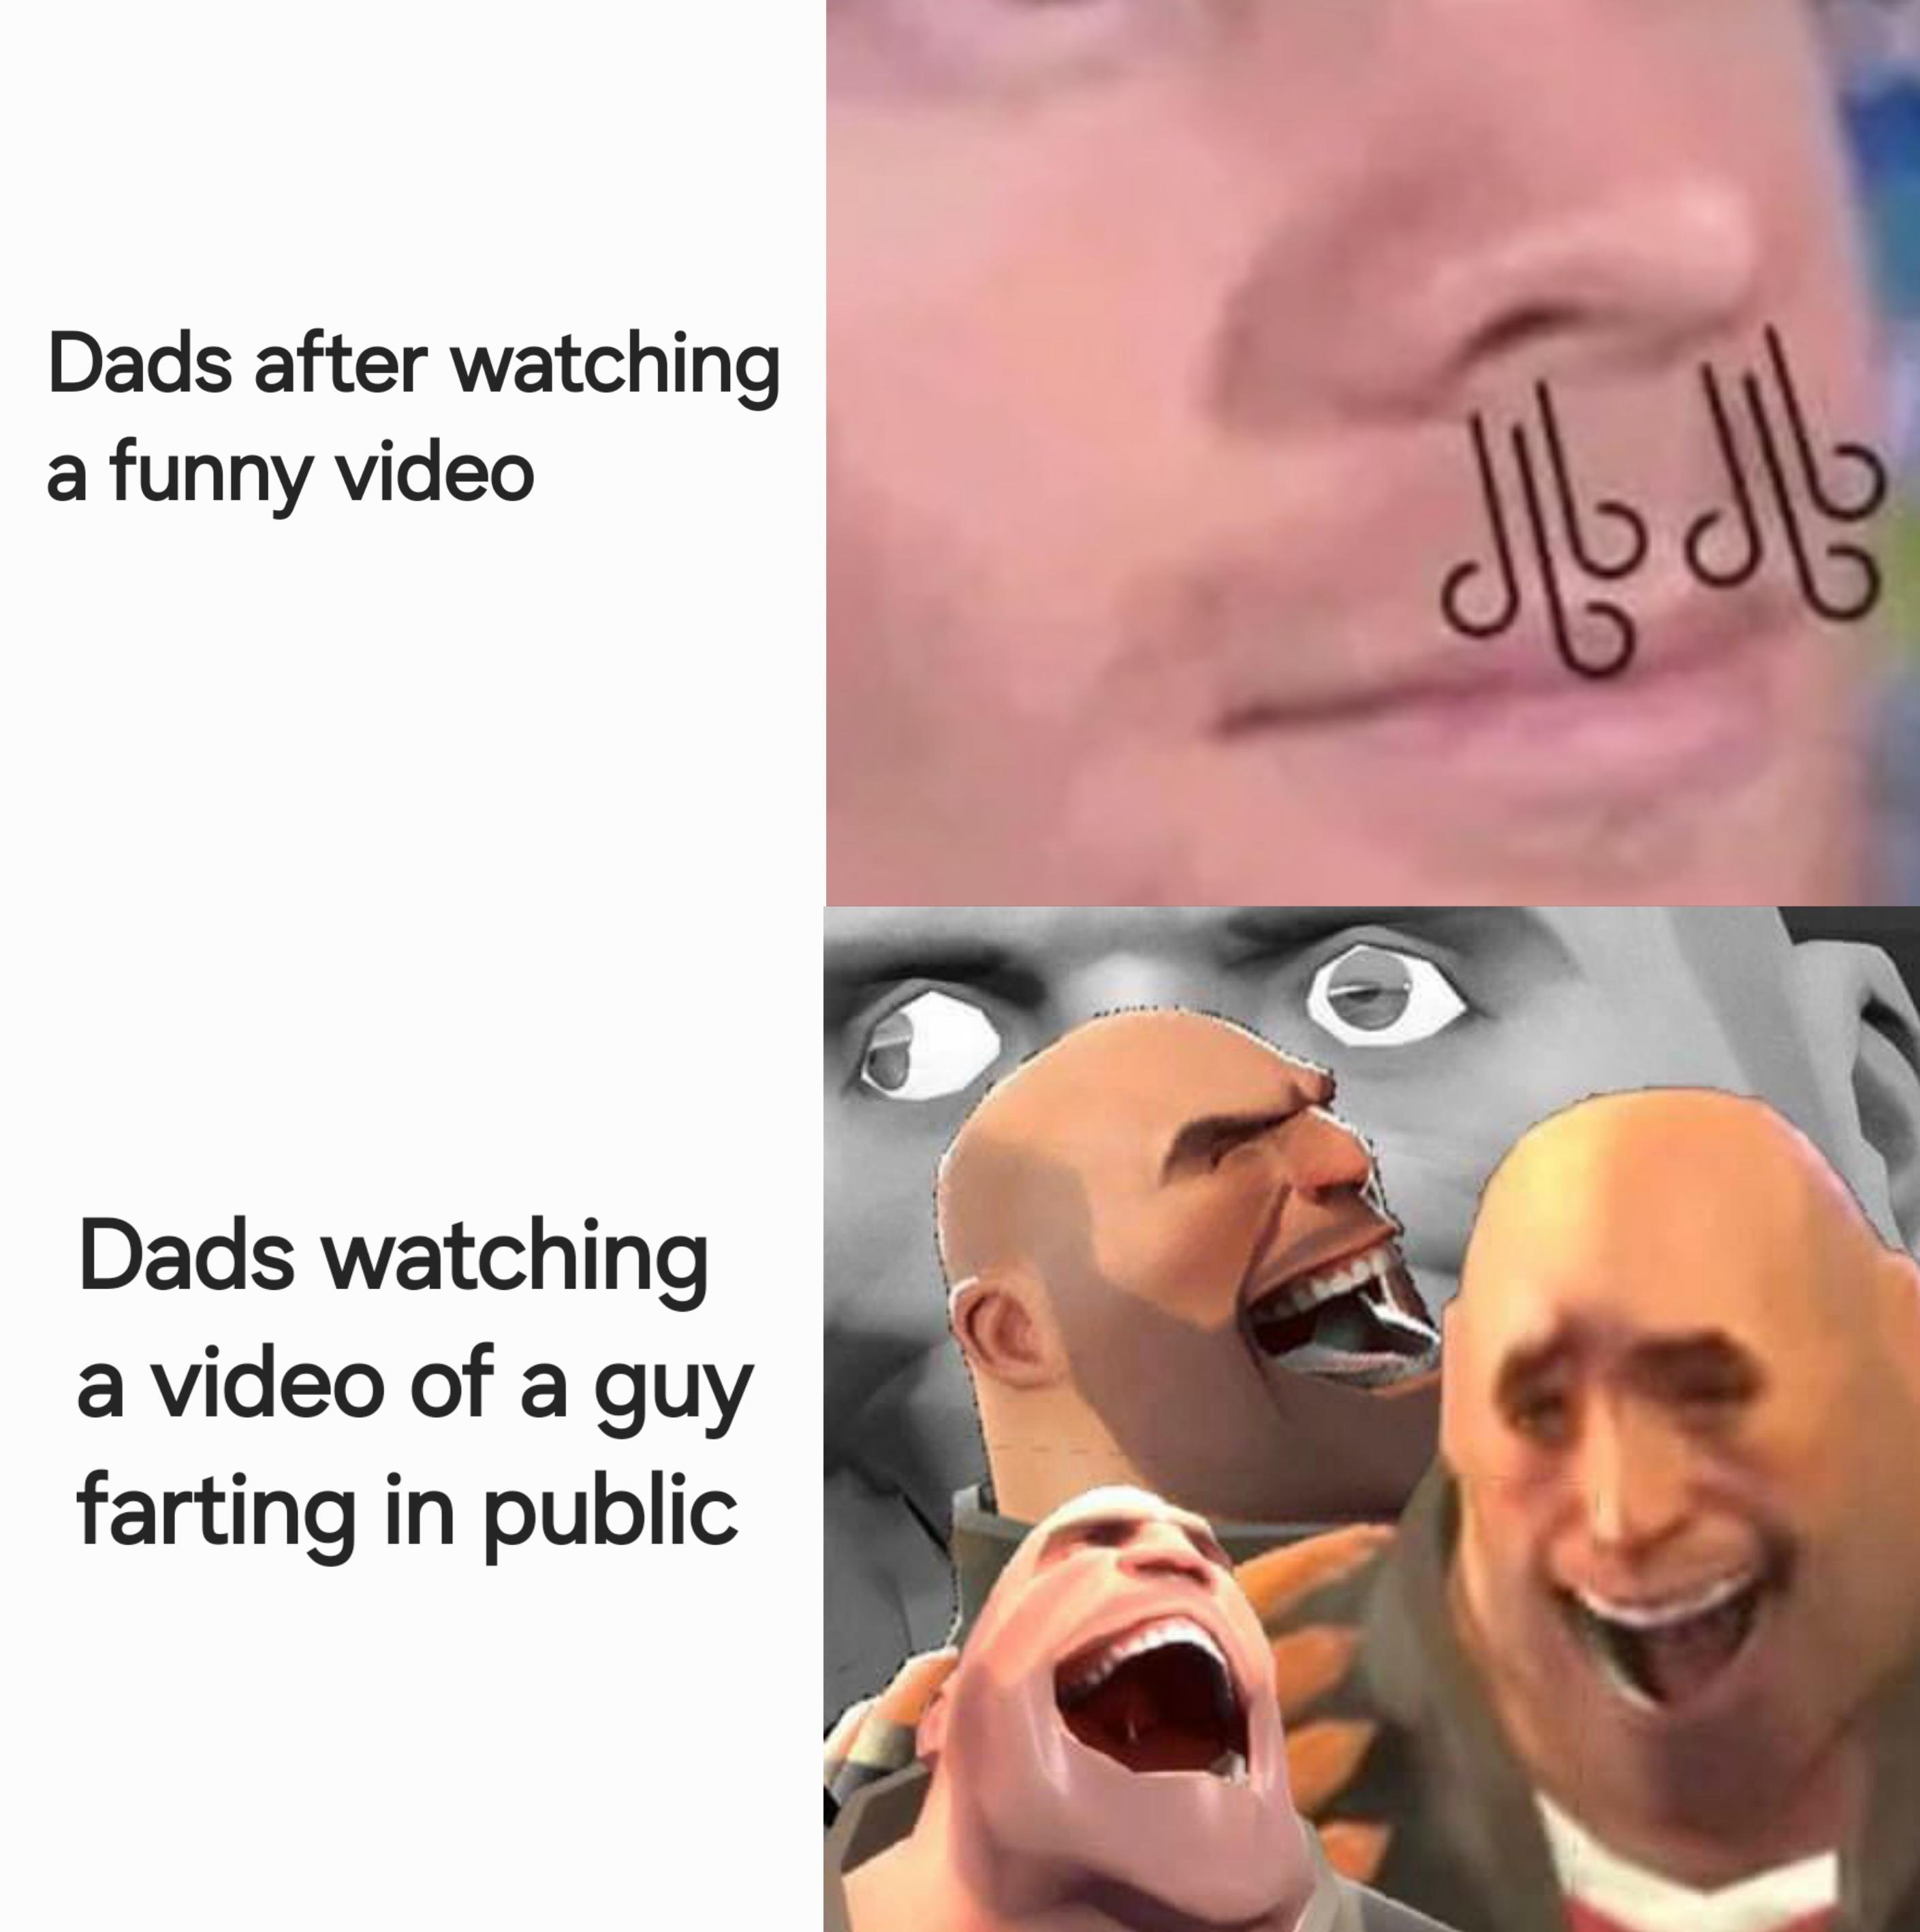 Dads after watching
a funny video
Dads watching
a video of a guy
farting in public